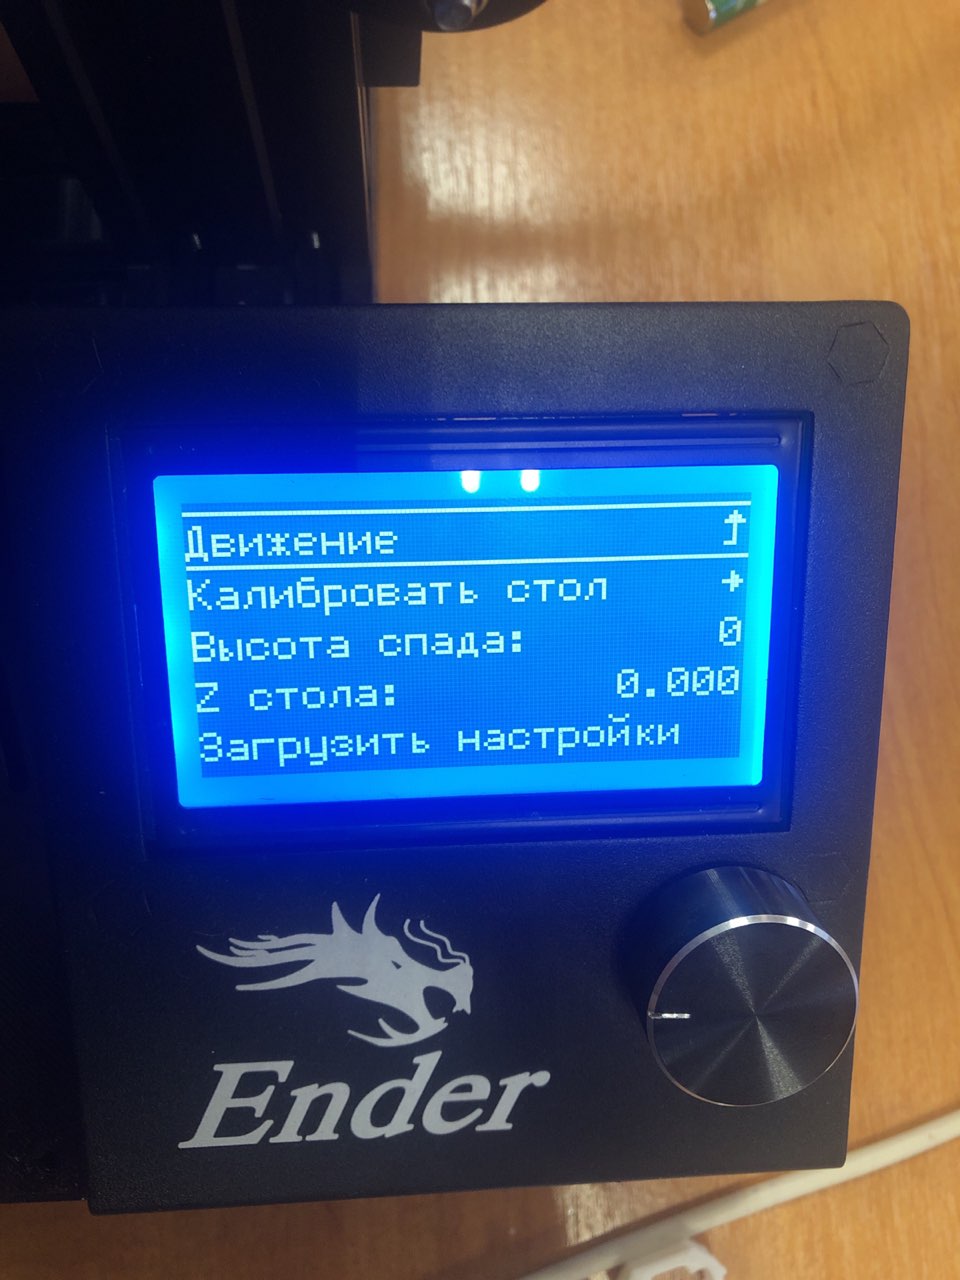 Движение
Калибровать стол
Высота спада: 0
Z стола: 0.000
Загрузить настройки
Ender